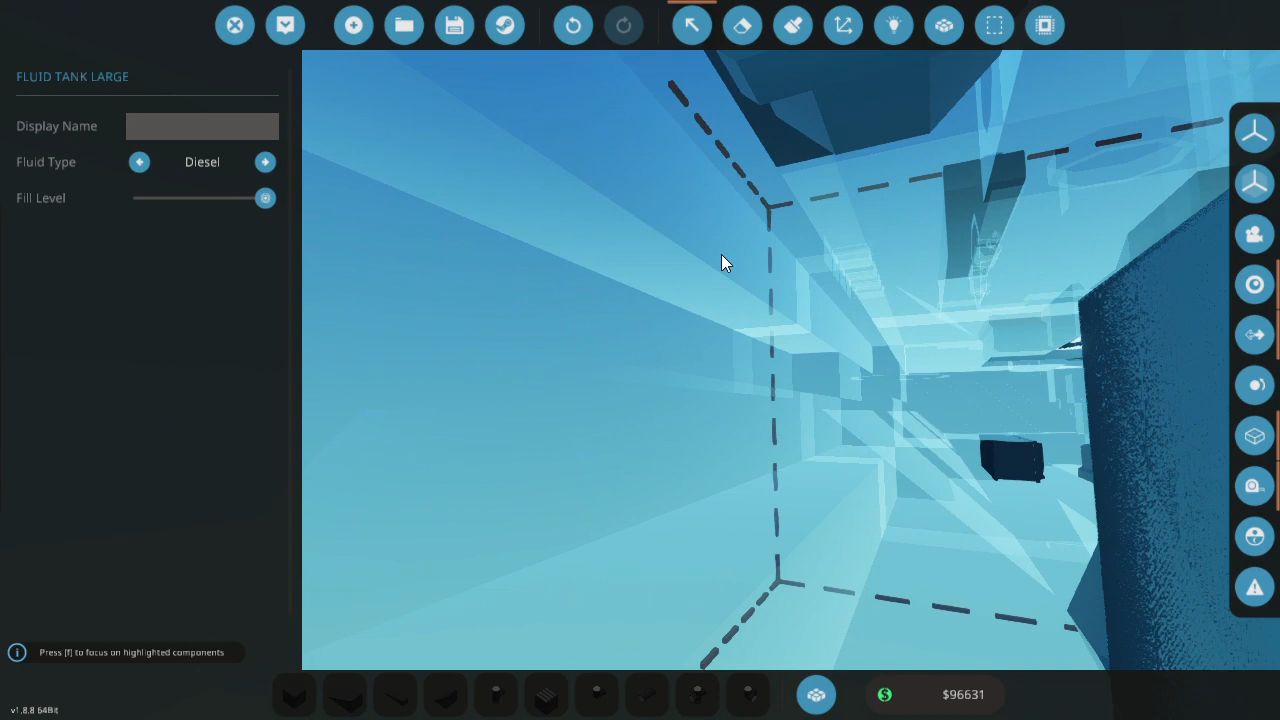 FLUID TANK LARGE
Display Name
Fluid Type
Diesel
Fill Level
Press [f] to focus on highlighted components
$96631
v1.8.8 64Bit